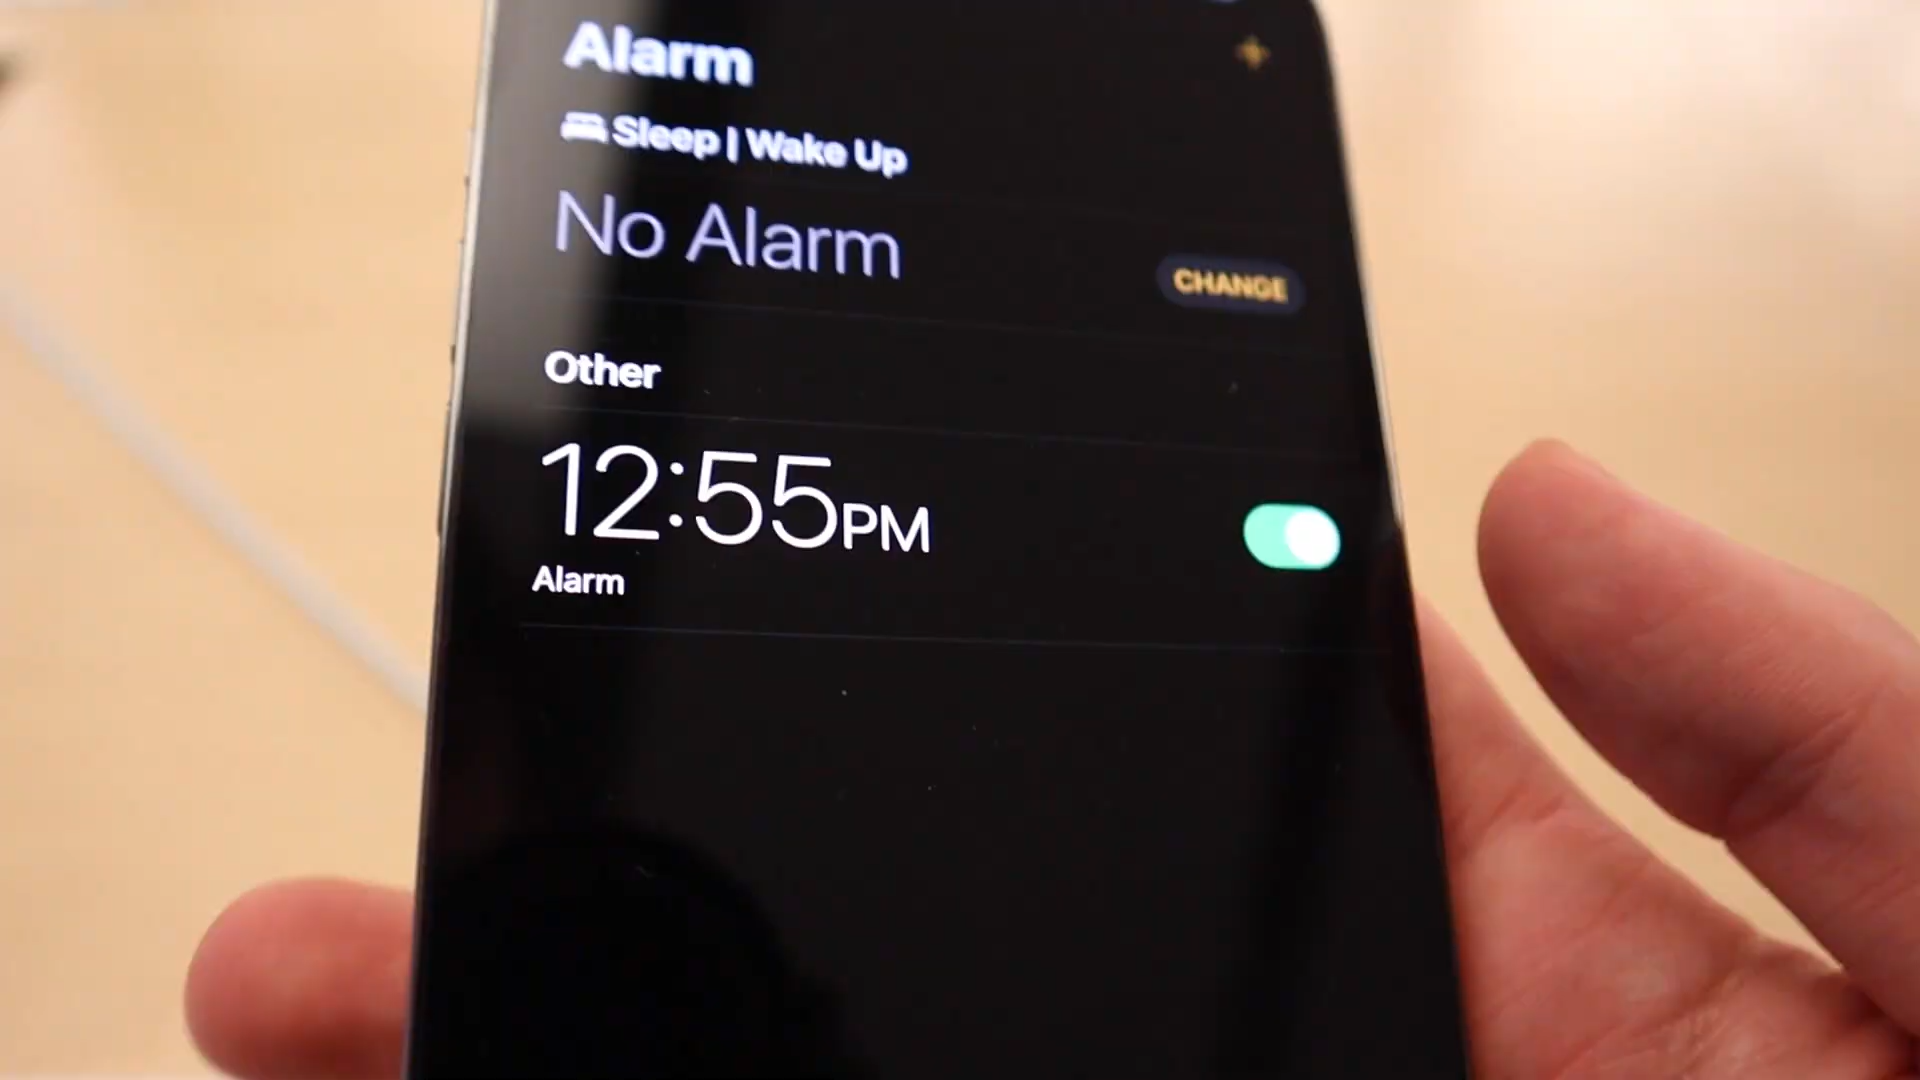 Alarm
Sleep | Wake Up
No Alarm
CHANGE
Other
12:55PM
Alarm